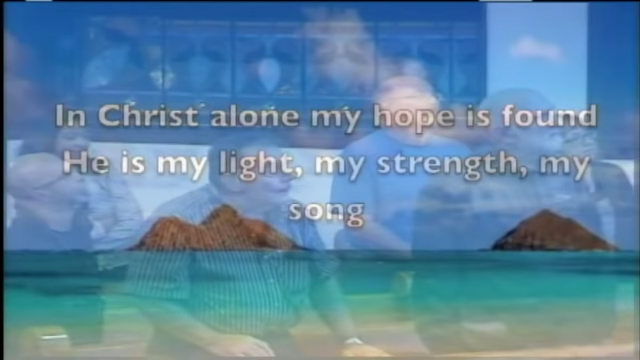 In Christ alone my hope is found
He is my light, my strength, my
song